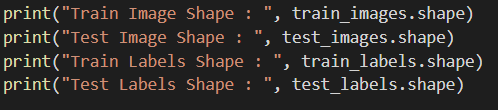 print("Train Image Shape : ", train_images.shape)
print("Test Image Shape : ", test_images.shape)
print("Train Labels Shape : ", train_labels.shape)
print("Test Labels Shape : ", test_labels.shape)